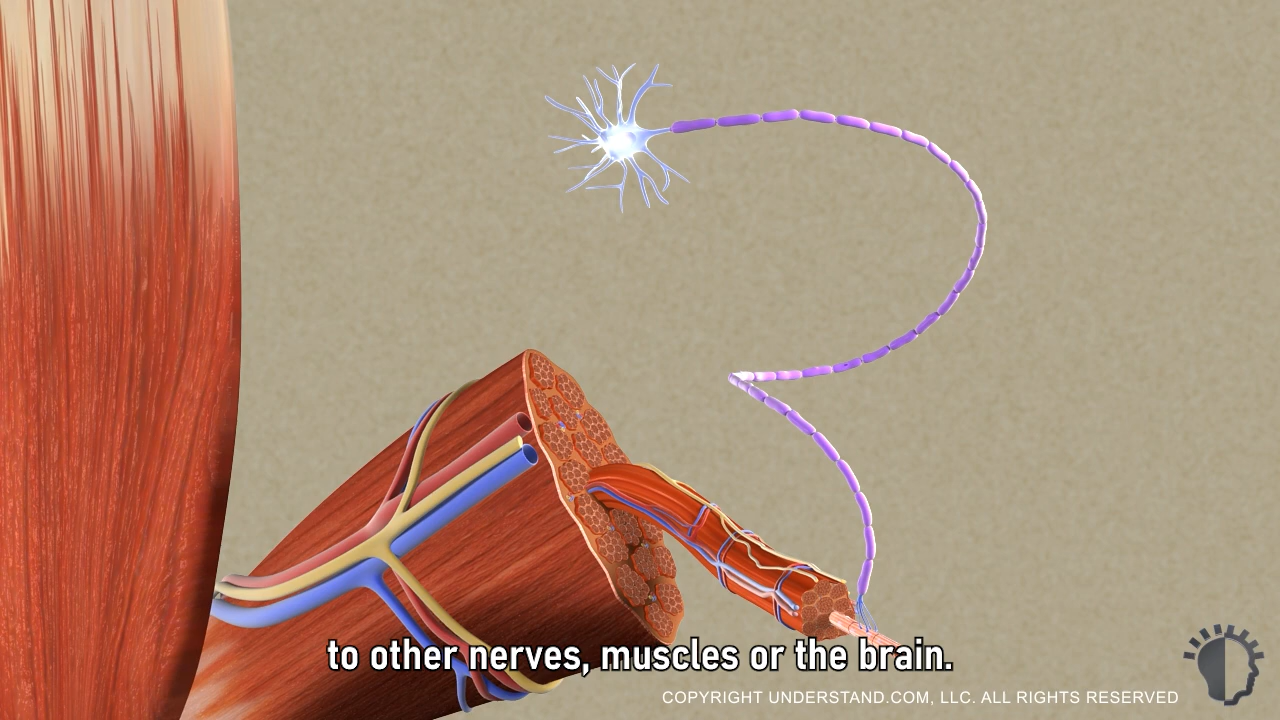 to other nerves, muscles or the brain.
COPYRIGHT UNDERSTAND.COM, LLC. ALL RIGHTS RESERVED